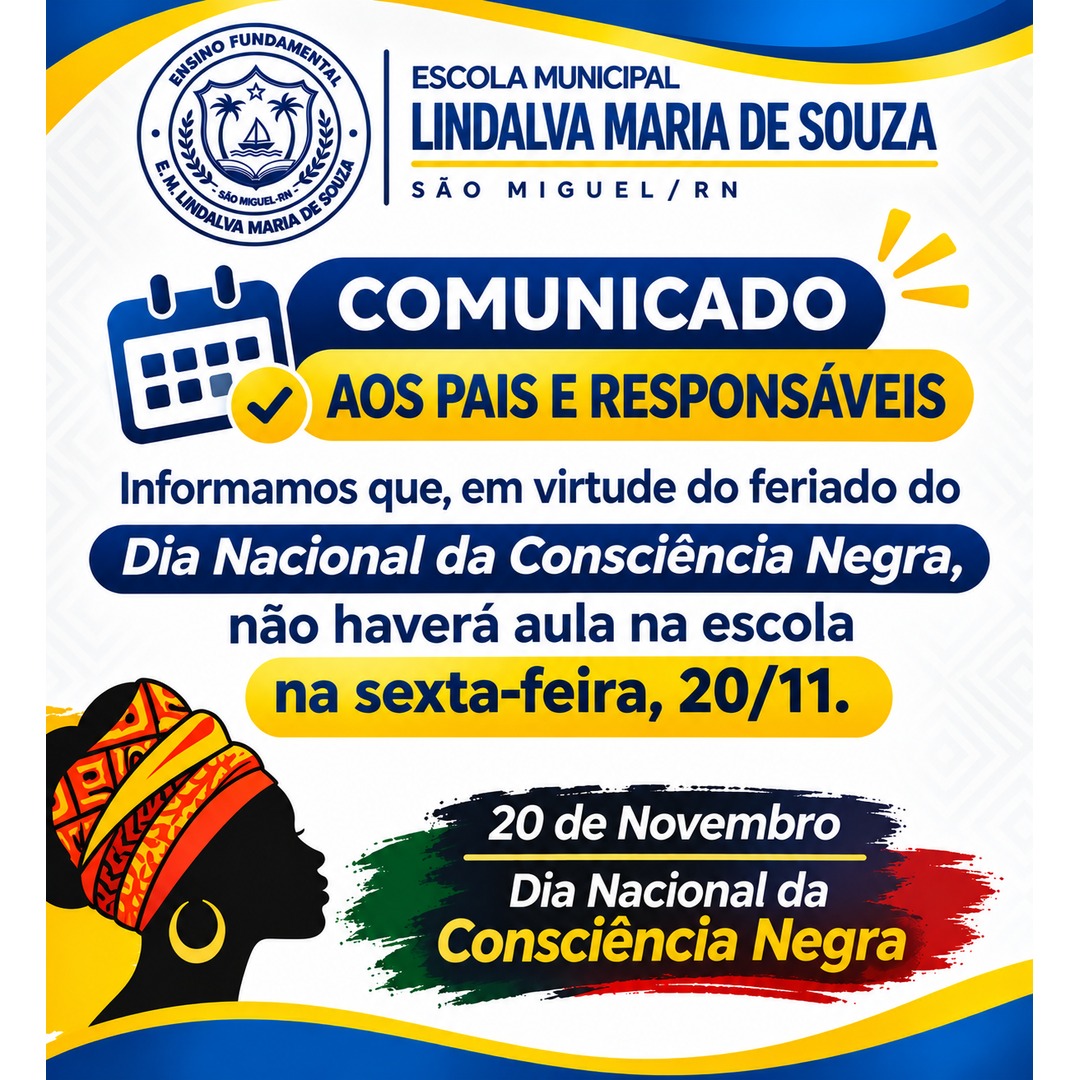 ENSINO FUNDAMENTAL
SÃO MIGUEL-RN
E. M. LINDALVA MARIA DE SOUZA
ESCOLA MUNICIPAL
LINDALVA MARIA DE SOUZA
SÃO MIGUEL/RN
COMUNICADO
AOS PAIS E RESPONSÁVEIS
Informamos que, em virtude do feriado do
Dia Nacional da Consciência Negra,
não haverá aula na escola
na sexta-feira, 20/11.
20 de Novembro
Dia Nacional da
Consciência Negra